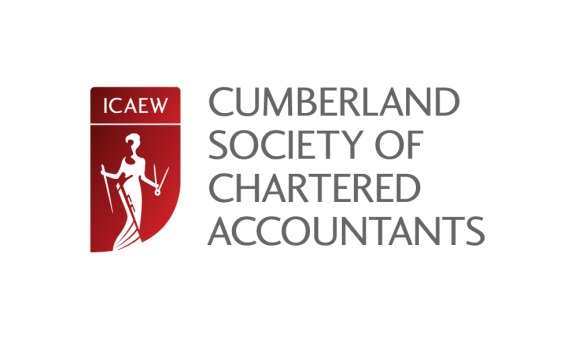 ICAEW
CUMBERLAND
SOCIETY OF
CHARTERED
ACCOUNTANTS